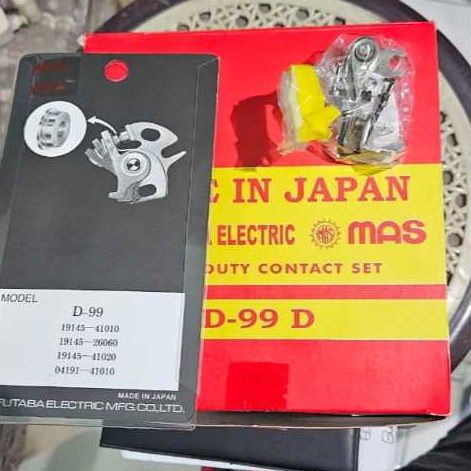 MODEL
D-99
19145-41010
19145-26060
19145-41020
04191-41010
MADE IN JAPAN
FUTABA ELECTRIC MFG.CO.,LTD.
IN JAPAN
ELECTRIC MAS
DUTY CONTACT SET
D-99 D